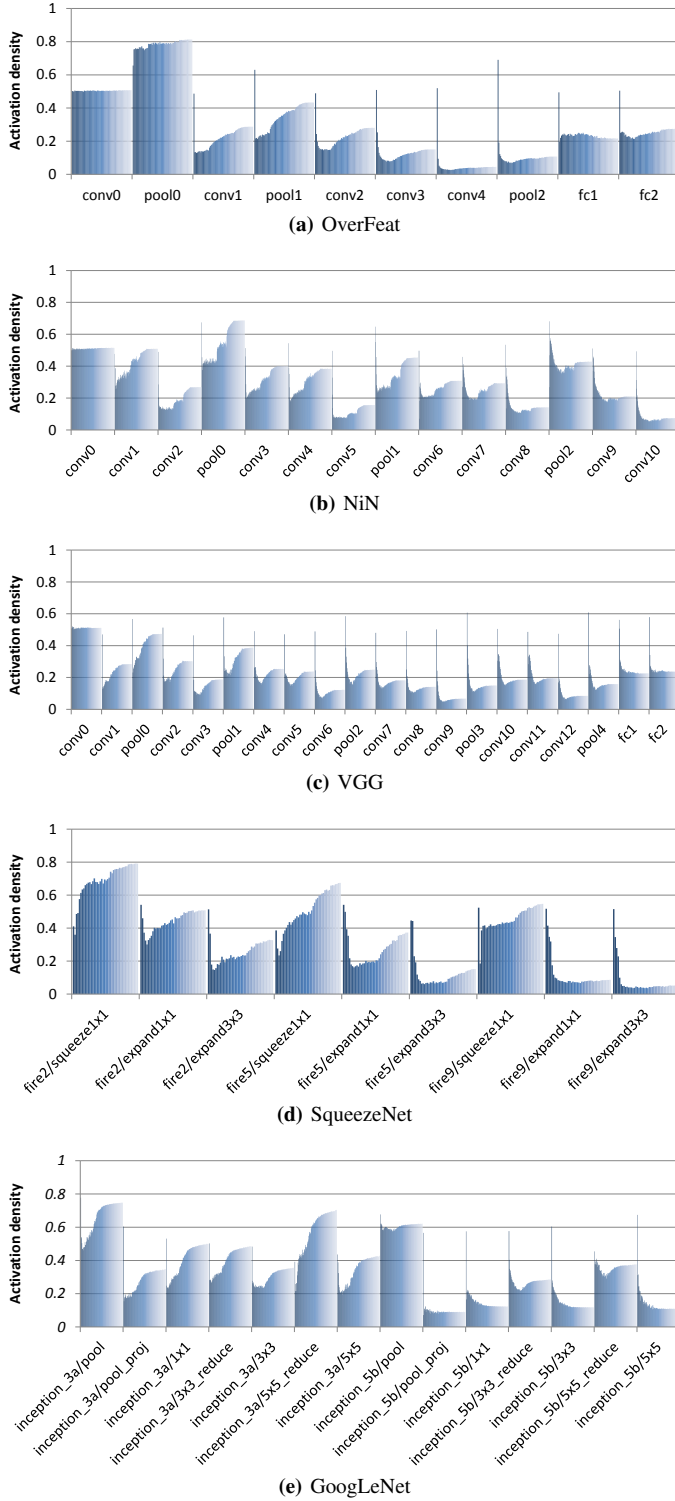 Activation density
1
0.8
0.6
0.4
0.2
0
conv0 pool0 conv1 pool1 conv2 conv3 conv4 pool2 fc1 fc2
(a) OverFeat
Activation density
1
0.8
0.6
0.4
0.2
0
conv0 conv1 conv2 pool0 conv3 conv4 conv5 pool1 conv6 conv7 conv8 pool2 conv9 conv10
(b) NiN
Activation density
1
0.8
0.6
0.4
0.2
0
conv0 conv1 pool0 conv2 conv3 pool1 conv4 conv5 conv6 pool2 conv7 conv8 conv9 pool3 conv10 conv11 conv12 pool4 fc1 fc2
(c) VGG
Activation density
1
0.8
0.6
0.4
0.2
0
fire2/squeeze1x1 fire2/expand1x1 fire2/expand3x3 fire5/squeeze1x1 fire5/expand1x1 fire5/expand3x3 fire9/squeeze1x1 fire9/expand1x1 fire9/expand3x3
(d) SqueezeNet
Activation density
1
0.8
0.6
0.4
0.2
0
inception_3a/pool inception_3a/pool_proj inception_3a/1x1 inception_3a/3x3_reduce inception_3a/3x3 inception_3a/5x5_reduce inception_3a/5x5 inception_5b/pool inception_5b/pool_proj inception_5b/1x1 inception_5b/3x3_reduce inception_5b/3x3 inception_5b/5x5_reduce inception_5b/5x5
(e) GoogLeNet